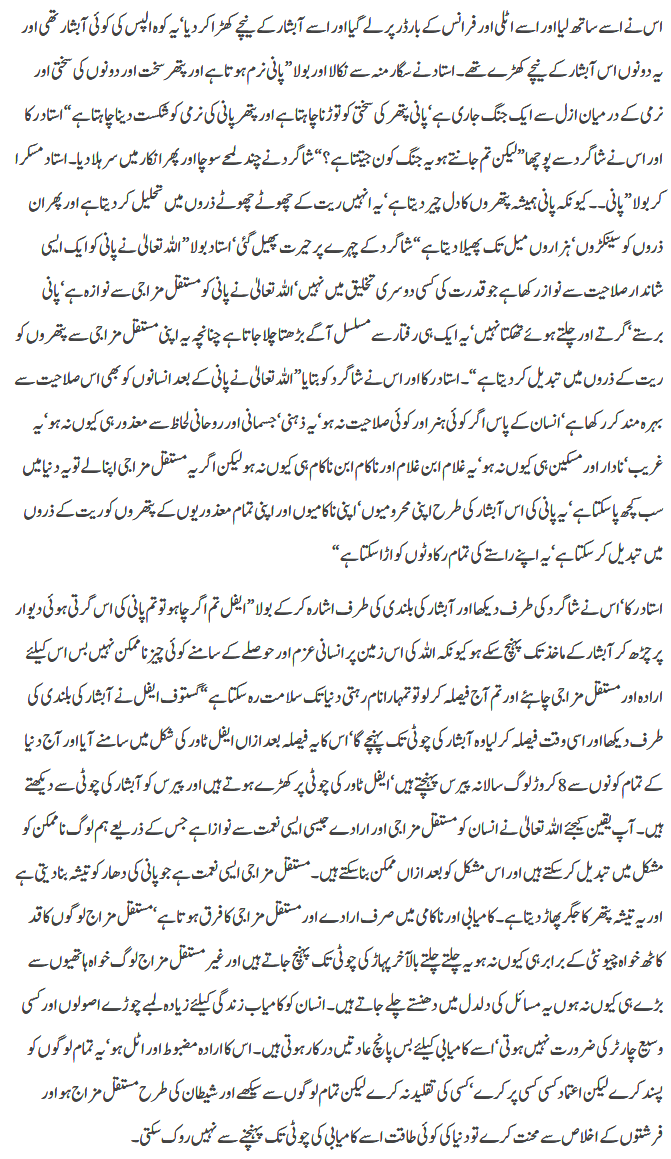 اس نے اسے ساتھ لیا اور اسے اٹلی اور فرانس کے بارڈر پر لے گیا اور اسے آبشار کے نیچے کھڑا کر دیا‘ یہ کوہ الپس کی کوئی آبشار تھی اور
یہ دونوں اس آبشار کے نیچے کھڑے تھے۔ استاد نے سگار منہ سے نکالا اور بولا ”پانی نرم ہوتا ہے اور پتھر سخت اور دونوں کی سختی اور
نرمی کے درمیان ازل سے ایک جنگ جاری ہے‘ پانی پتھر کی سختی کو توڑنا چاہتا ہے اور پتھر پانی کی نرمی کو شکست دینا چاہتا ہے“ استاد رکا
اور اس نے شاگرد سے پوچھا ”لیکن تم جانتے ہو یہ جنگ کون جیتتا ہے؟“ شاگرد نے چند لمحے سوچا اور پھر انکار میں سر ہلا دیا۔ استاد مسکرا
کر بولا ”پانی۔۔ کیونکہ پانی ہمیشہ پتھروں کا دل چیر دیتا ہے‘ یہ انہیں ریت کے چھوٹے چھوٹے ذروں میں تحلیل کر دیتا ہے اور پھر ان
ذروں کو سینکڑوں‘ ہزاروں میل تک پھیلا دیتا ہے“ شاگرد کے چہرے پر حیرت پھیل گئی‘ استاد بولا ”اللہ تعالیٰ نے پانی کو ایک ایسی
شاندار صلاحیت سے نواز رکھا ہے جو قدرت کی کسی دوسری تخلیق میں نہیں‘ اللہ تعالیٰ نے پانی کو مستقل مزاجی سے نوازہ ہے‘ پانی
برستے‘ گرتے اور چلتے ہوئے تھکتا نہیں‘ یہ ایک ہی رفتار سے مسلسل آگے بڑھتا چلا جاتا ہے چنانچہ یہ اپنی مستقل مزاجی سے پتھروں کو
ریت کے ذروں میں تبدیل کر دیتا ہے“۔ استاد رکا اور اس نے شاگرد کو بتایا ”اللہ تعالیٰ نے پانی کے بعد انسانوں کو بھی اس صلاحیت سے
بہرہ مند کر رکھا ہے‘ انسان کے پاس اگر کوئی ہنر اور کوئی صلاحیت نہ ہو‘ یہ ذہنی‘ جسمانی اور روحانی لحاظ سے معذور ہی کیوں نہ ہو‘ یہ
غریب‘ نادار اور مسکین ہی کیوں نہ ہو‘ یہ غلام ابن غلام اور ناکام ابن ناکام ہی کیوں نہ ہو لیکن اگر یہ مستقل مزاجی اپنا لے تو یہ دنیا میں
سب کچھ پا سکتا ہے‘ یہ پانی کی اس آبشار کی طرح اپنی محرومیوں‘ اپنی ناکامیوں اور اپنی تمام معذوریوں کے پتھروں کو ریت کے ذروں
میں تبدیل کر سکتا ہے‘ یہ اپنے راستے کی تمام رکاوٹوں کو اڑا سکتا ہے“
استاد رکا‘ اس نے شاگرد کی طرف دیکھا اور آبشار کی بلندی کی طرف اشارہ کر کے بولا ”ایفل تم اگر چاہو تو تم پانی کی اس گرتی ہوئی دیوار
پر چڑھ کر آبشار کے ماخذ تک پہنچ سکے ہو کیونکہ اللہ کی اس زمین پر انسانی عزم اور حوصلے کے سامنے کوئی چیز ناممکن نہیں بس اس کیلئے
ارادہ اور مستقل مزاجی چاہئے اور تم آج فیصلہ کر لو تو تمہارا نام رہتی دنیا تک سلامت رہ سکتا ہے“ گستوف ایفل نے آبشار کی بلندی کی
طرف دیکھا اور اسی وقت فیصلہ کر لیا وہ آبشار کی چوٹی تک پہنچے گا‘ اس کا یہ فیصلہ بعد ازاں ایفل ٹاور کی شکل میں سامنے آیا اور آج دنیا
کے تمام کونوں سے 8 کروڑ لوگ سالانہ پیرس پہنچتے ہیں‘ ایفل ٹاور کی چوٹی پر کھڑے ہوتے ہیں اور پیرس کو آبشار کی چوٹی سے دیکھتے
ہیں۔ آپ یقین کیجئے اللہ تعالیٰ نے انسان کو مستقل مزاجی اور ارادے جیسی ایسی نعمت سے نوازا ہے جس کے ذریعے ہم لوگ ناممکن کو
مشکل میں تبدیل کر سکتے ہیں اور اس مشکل کو بعد ازاں ممکن بنا سکتے ہیں۔ مستقل مزاجی ایسی نعمت ہے جو پانی کی دھار کو تیشہ بنا دیتی ہے
اور یہ تیشہ پتھر کا جگر پھاڑ دیتا ہے۔ کامیابی اور ناکامی میں صرف ارادے اور مستقل مزاجی کا فرق ہوتا ہے‘ مستقل مزاج لوگوں کا قد
کاٹھ خواہ چیونٹی کے برابر ہی کیوں نہ ہو یہ چلتے چلتے بالآخر پہاڑ کی چوٹی تک پہنچ جاتے ہیں اور غیر مستقل مزاج لوگ خواہ ہاتھیوں سے
بڑے ہی کیوں نہ ہوں یہ مسائل کی دلدل میں دھنستے چلے جاتے ہیں۔ انسان کو کامیاب زندگی کیلئے زیادہ لمبے چوڑے اصولوں اور کسی
وسیع چارٹر کی ضرورت نہیں ہوتی‘ اسے کامیابی کیلئے بس پانچ عادتیں درکار ہوتی ہیں۔ اس کا ارادہ مضبوط اور اٹل ہو‘ یہ تمام لوگوں کو
پسند کرے لیکن اعتماد کسی کسی پر کرے‘ کسی کی تقلید نہ کرے لیکن تمام لوگوں سے سیکھے اور شیطان کی طرح مستقل مزاج ہو اور
فرشتوں کے اخلاص سے محنت کرے تو دنیا کی کوئی طاقت اسے کامیابی کی چوٹی تک پہنچنے سے نہیں روک سکتی۔